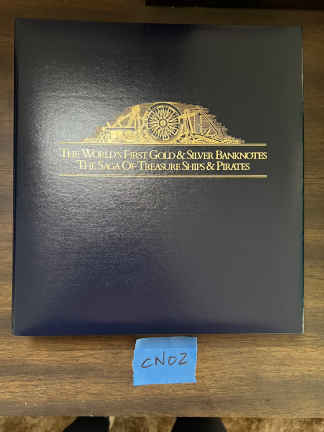 THE WORLD'S FIRST GOLD & SILVER BANKNOTES
THE SAGA OF TREASURE SHIPS & PIRATES
CN02